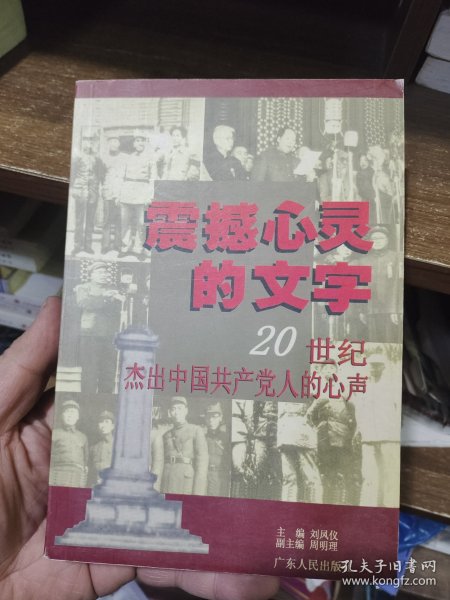 震撼心灵
的文字
20世纪
杰出中国共产党人的心声
主 编 刘凤仪
副主编 周明理
广东人民出版
孔夫子旧书网
kongfz.com